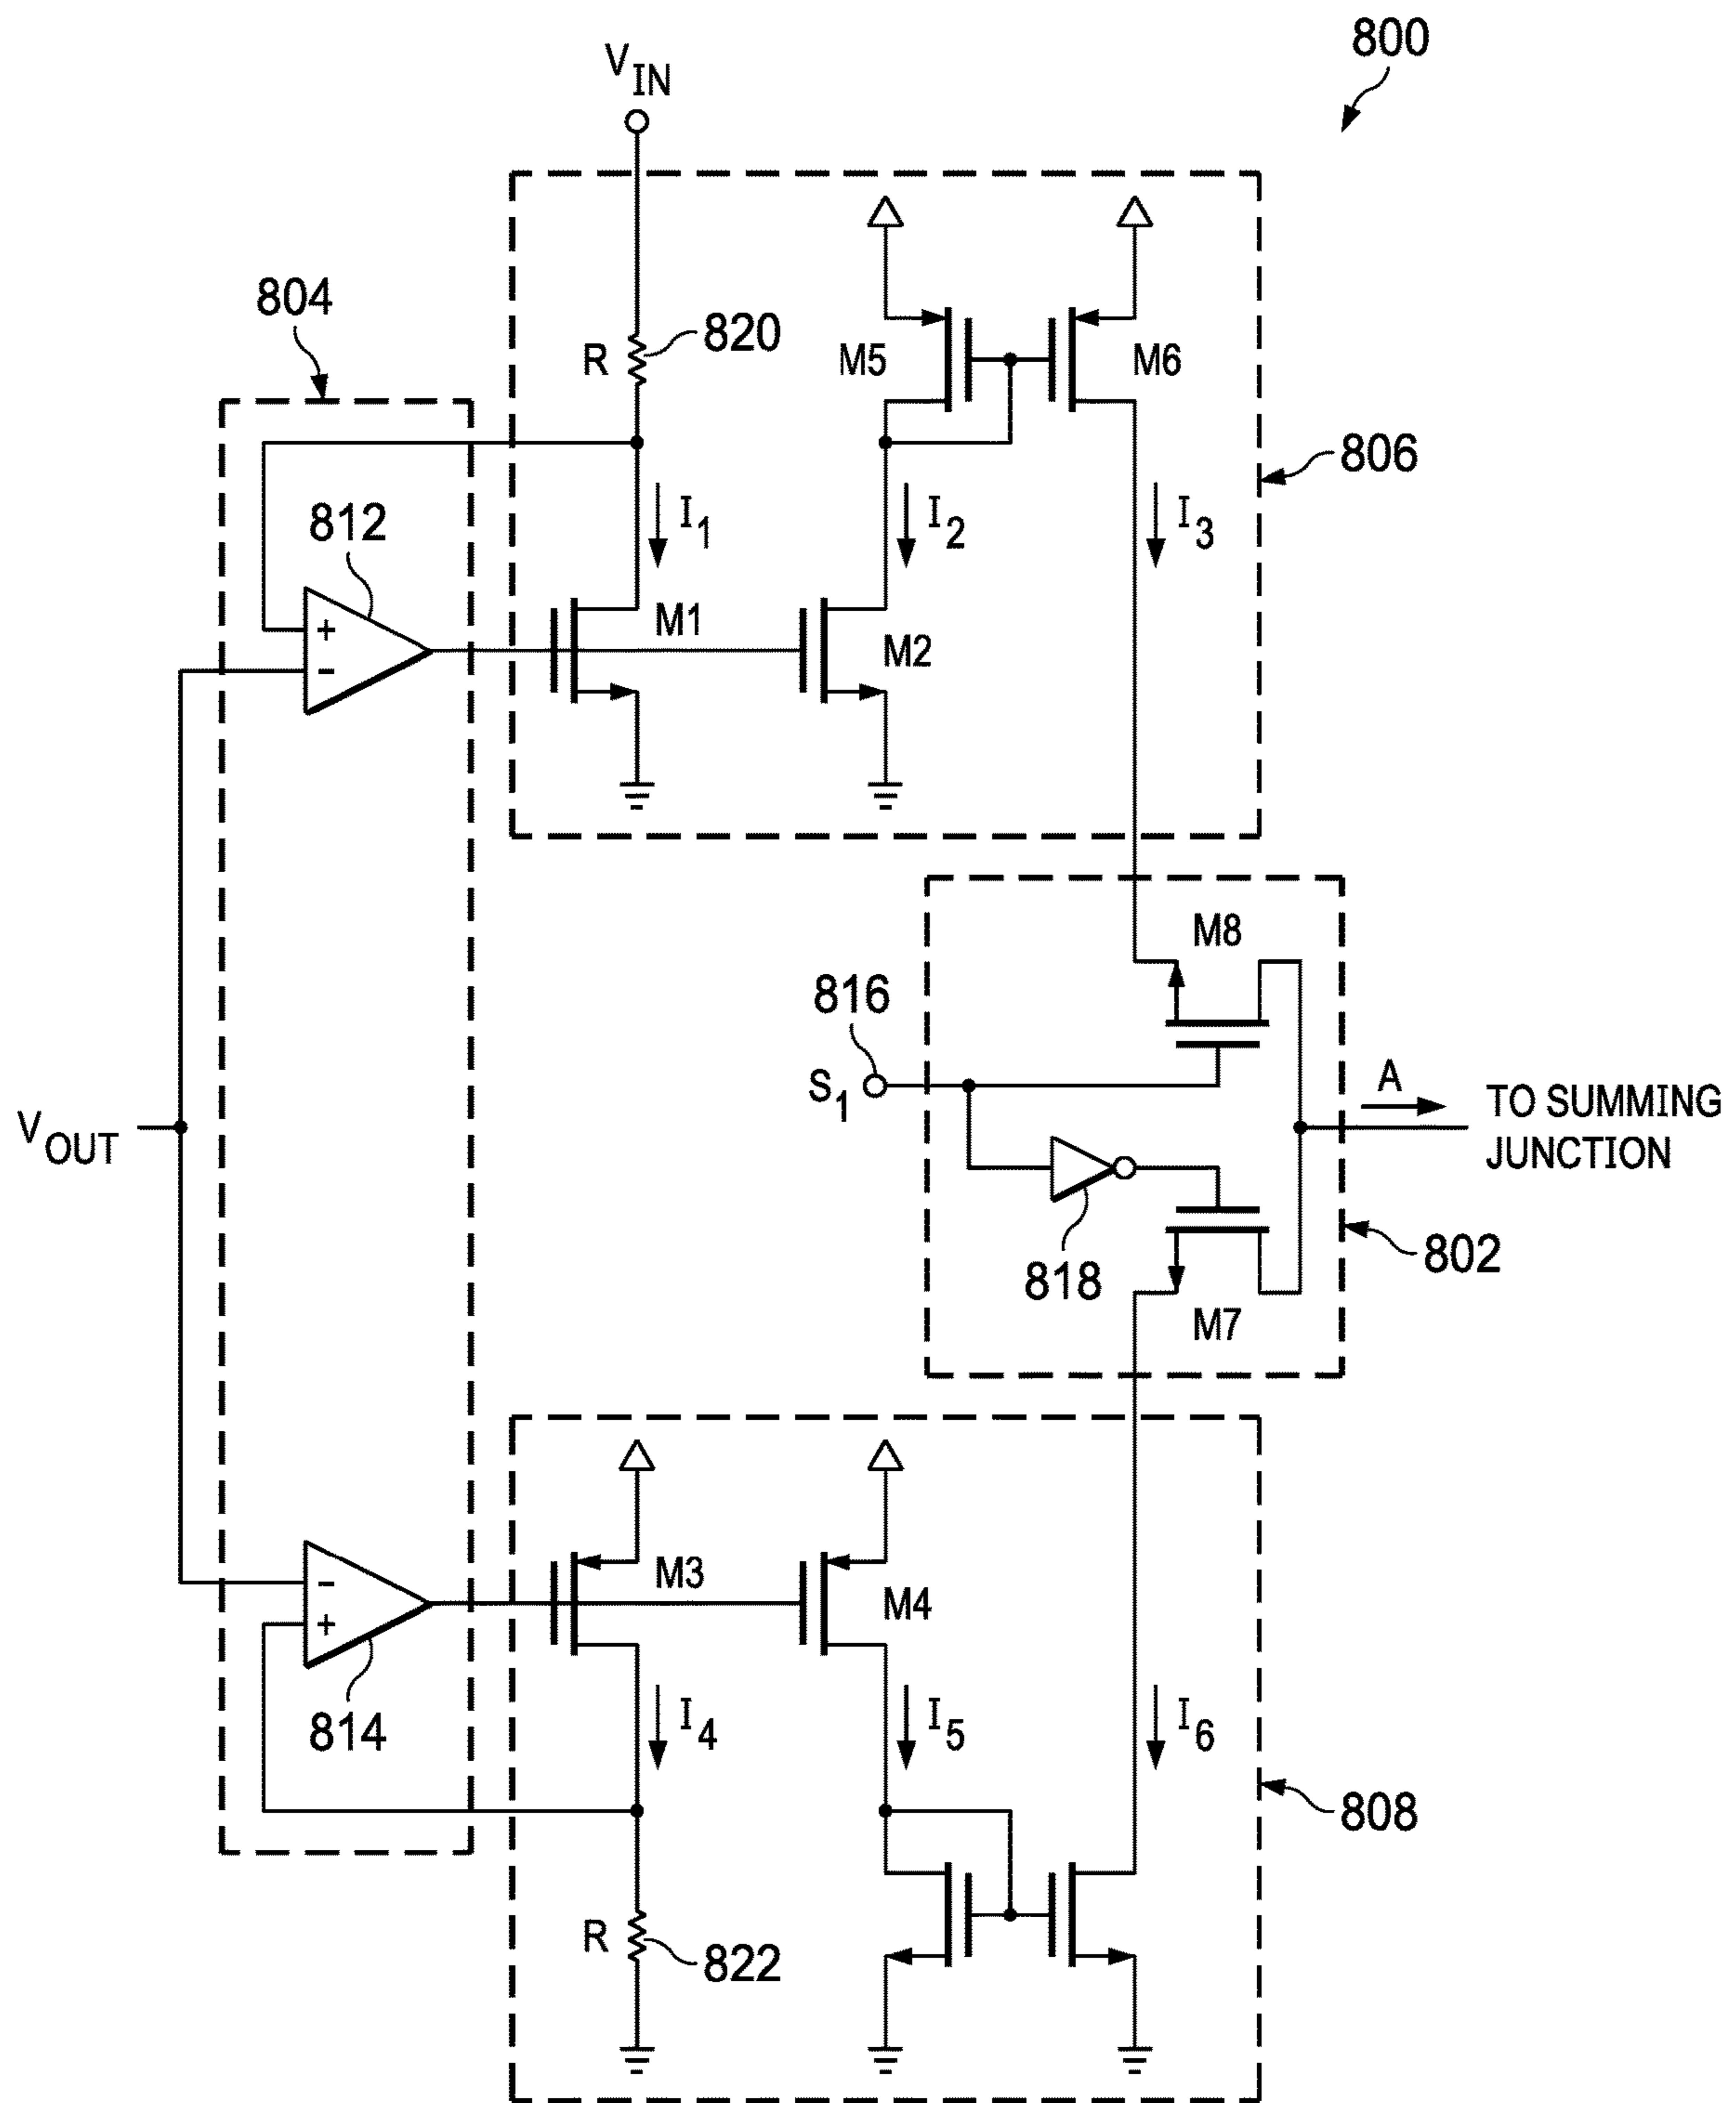 800
V IN
804
R
820
M5
M6
806
812
I1
I2
I3
+
-
M1
M2
M8
816
S1
A
TO SUMMING
JUNCTION
VOUT
818
802
M7
-
+
M3
M4
814
I4
I5
I6
808
R
822